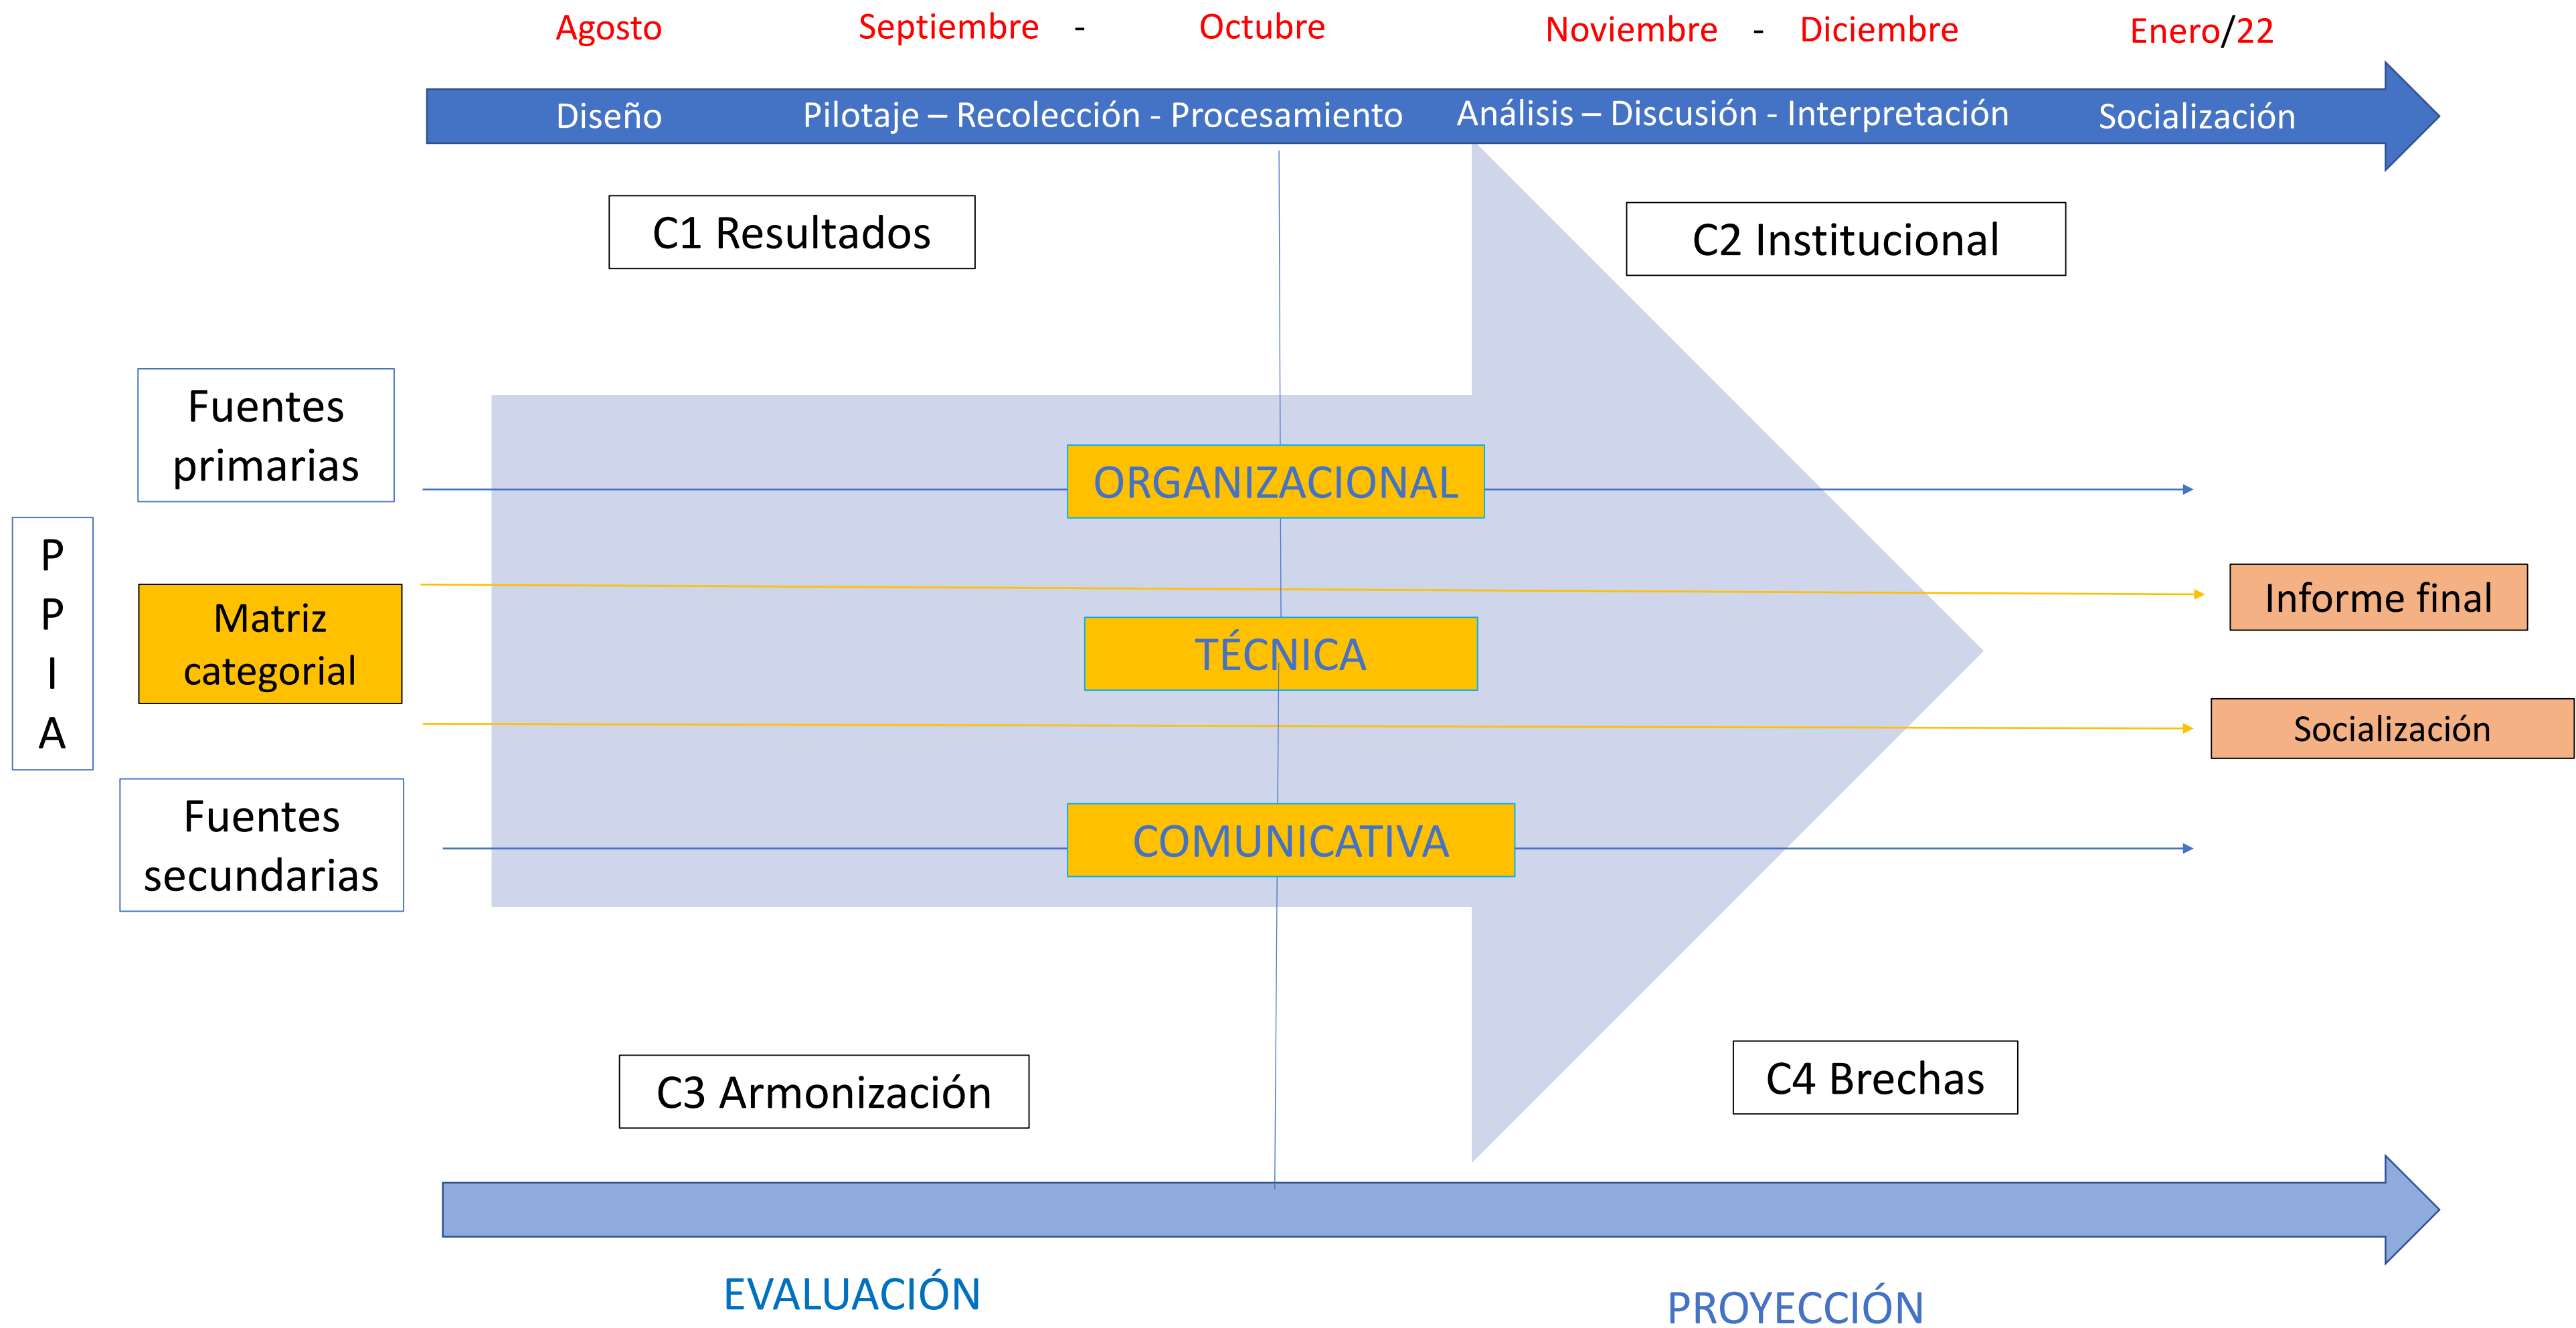 Agosto
Septiembre - Octubre
Noviembre - Diciembre
Enero/22
Diseño
Pilotaje – Recolección - Procesamiento
Análisis – Discusión - Interpretación
Socialización
C1 Resultados
C2 Institucional
Fuentes
primarias
ORGANIZACIONAL
P
P
I
A
Matriz
categorial
TÉCNICA
Informe final
Socialización
Fuentes
secundarias
COMUNICATIVA
C3 Armonización
C4 Brechas
EVALUACIÓN
PROYECCIÓN